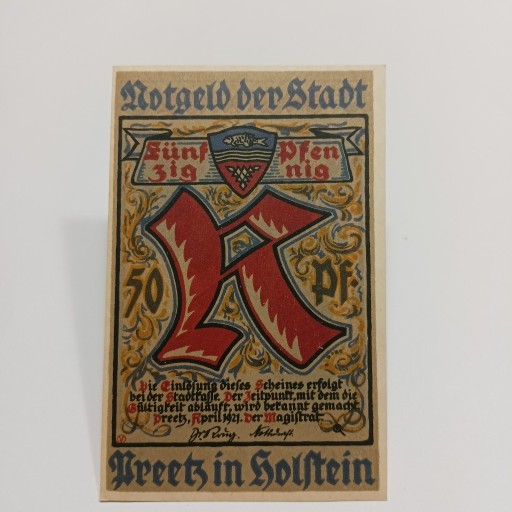 Notgeld der Stadt
Fünf Pfen
zig nig
K
50 Pf.
Die Einlösung dieses Scheines erfolgt
bei der Stadtkasse. Der Zeitpunkt, mit dem die
Gültigkeit abläuft, wird bekannt gemacht.
Preetz, April 1921. Der Magistrat.
Preetz in Holstein